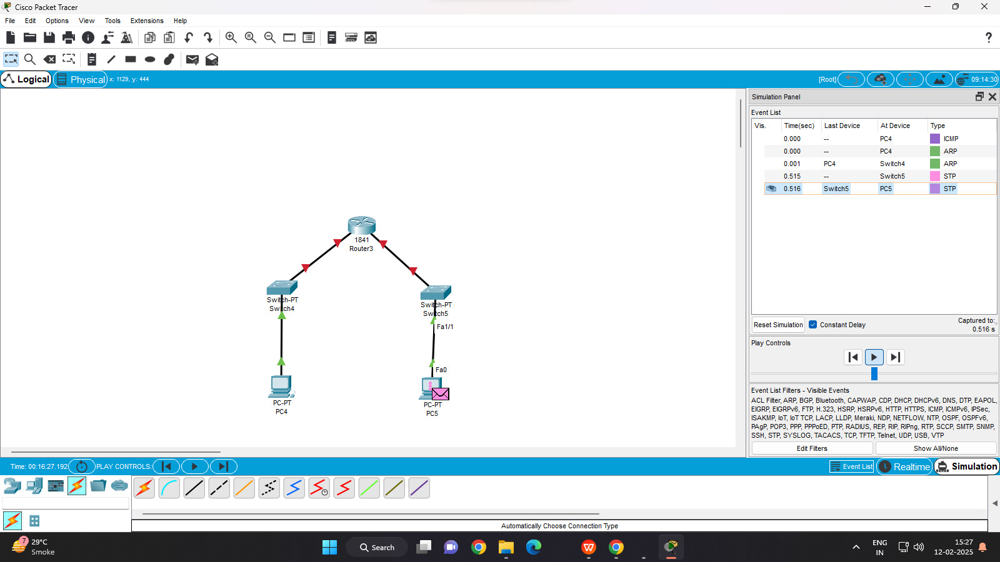 Cisco Packet Tracer
File Edit Options View Tools Extensions Help
Logical Physical x: 1129, y: 444 [Root] 09:14:30
Simulation Panel
Event List
Vis. Time(sec) Last Device At Device Type
0.000 -- PC4 ICMP
0.000 -- PC4 ARP
0.001 PC4 Switch4 ARP
0.515 -- Switch5 STP
0.516 Switch5 PC5 STP
1841
Router3
Switch-PT
Switch4
Switch-PT
Switch5
Fa1/1
Fa0
PC-PT
PC4
PC-PT
PC5
Reset Simulation Constant Delay Captured to:
0.516 s
Play Controls
Event List Filters - Visible Events
ACL Filter, ARP, BGP, Bluetooth, CAPWAP, CDP, DHCP, DHCPv6, DNS, DTP, EAPOL,
EIGRP, EIGRPv6, FTP, H.323, HSRP, HSRPv6, HTTP, HTTPS, ICMP, ICMPv6, IPSec,
ISAKMP, IoT, IoT TCP, LACP, LLDP, Meraki, NDP, NETFLOW, NTP, OSPF, OSPFv6,
PAgP, POP3, PPP, PPPoED, PTP, RADIUS, REP, RIP, RIPng, RTP, SCCP, SMTP, SNMP,
SSH, STP, SYSLOG, TACACS, TCP, TFTP, Telnet, UDP, USB, VTP
Edit Filters Show All/None
Time: 00:16:27.192 PLAY CONTROLS: Event List Realtime Simulation
Automatically Choose Connection Type
7 29°C
Smoke
Search
ENG
IN
15:27
12-02-2025